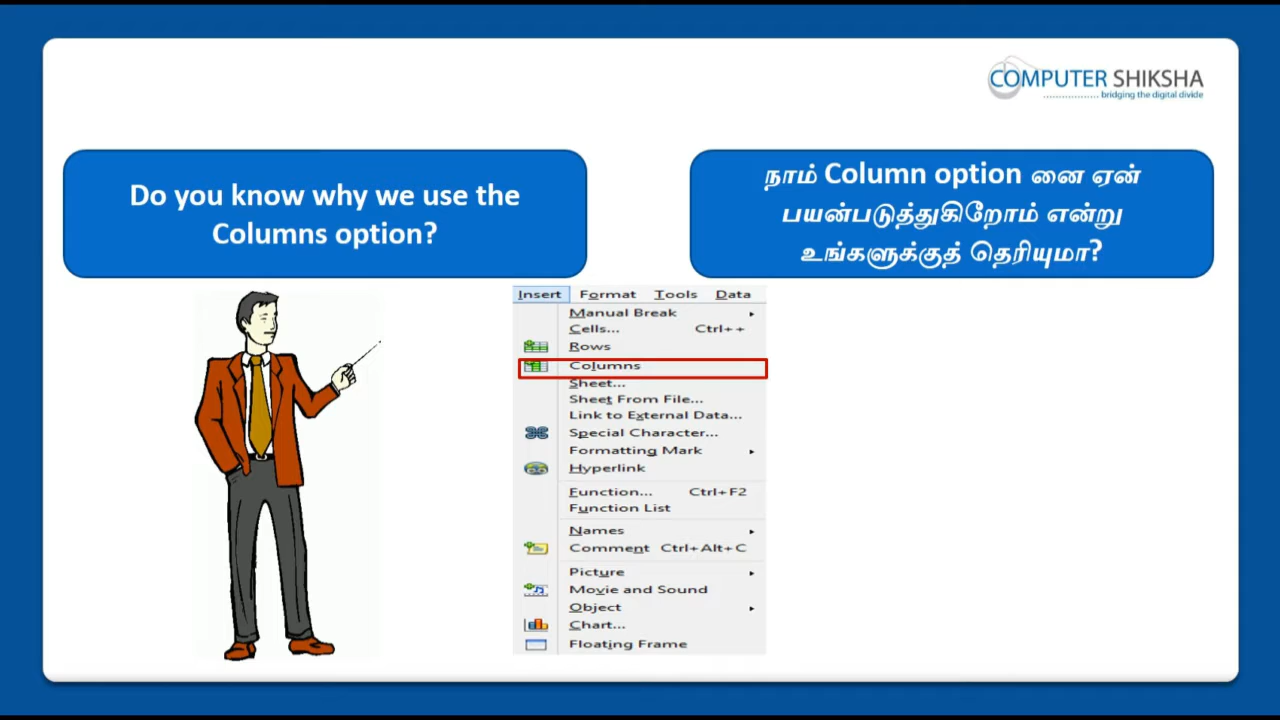 COMPUTER SHIKSHA
bridging the digital divide
Do you know why we use the
Columns option?
நாம் Column option னை ஏன்
பயன்படுத்துகிறோம் என்று
உங்களுக்குத் தெரியுமா?
Insert Format Tools Data
Manual Break
Cells... Ctrl++
Rows
Columns
Sheet...
Sheet From File...
Link to External Data...
Special Character...
Formatting Mark
Hyperlink
Function... Ctrl+F2
Function List
Names
Comment Ctrl+Alt+C
Picture
Movie and Sound
Object
Chart...
Floating Frame